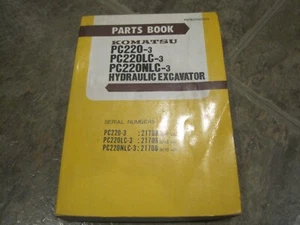 PARTS BOOK
KOMATSU
PC220-3
PC220LC-3
PC220NLC-3
HYDRAULIC EXCAVATOR
SERIAL NUMBERS
PC220-3
PC220LC-3
PC220NLC-3